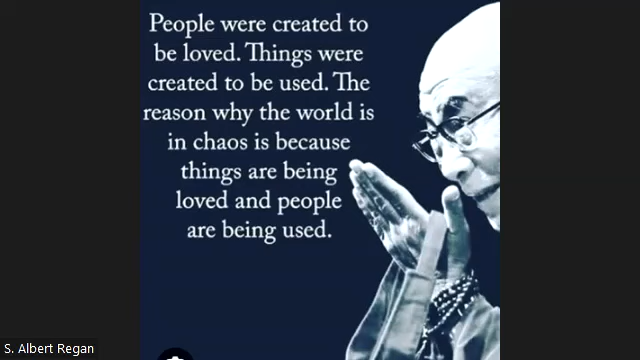 People were created to
be loved. Things were
created to be used. The
reason why the world is
in chaos is because
things are being
loved and people
are being used.
S. Albert Regan